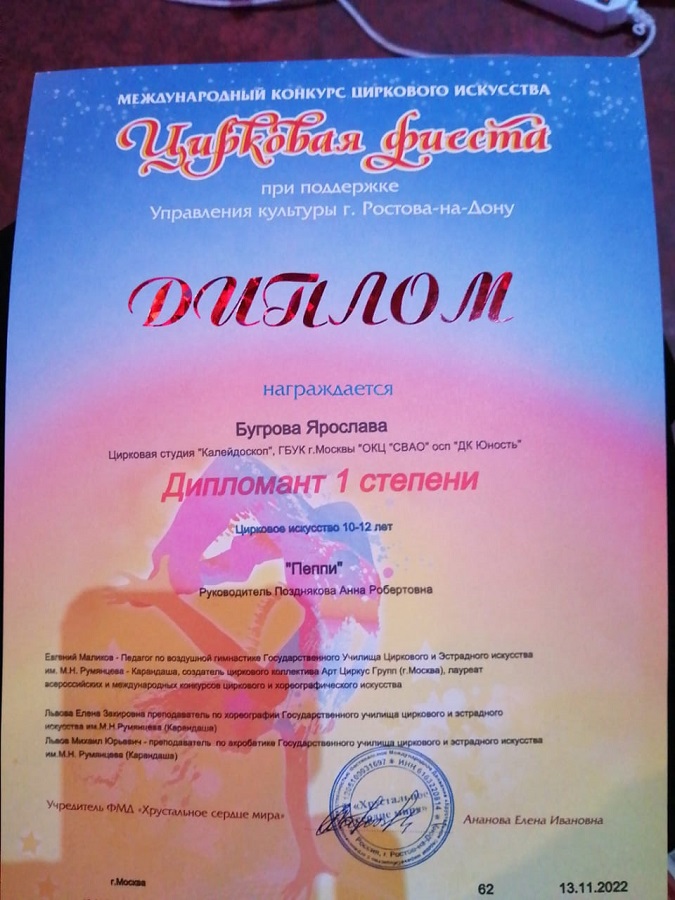 МЕЖДУНАРОДНЫЙ КОНКУРС ЦИРКОВОГО ИСКУССТВА
Цирковая фиеста
при поддержке
Управления культуры г. Ростова-на-Дону
ДИПЛОМ
награждается
Бугрова Ярослава
Цирковая студия "Калейдоскоп", ГБУК г.Москвы "ОКЦ "СВАО" осп "ДК Юность"
Дипломант 1 степени
Цирковое искусство 10-12 лет
"Пеппи"
Руководитель Позднякова Анна Робертовна
Евгений Маликов - Педагог по воздушной гимнастике Государственного Училища Циркового и Эстрадного искусства
им. М.Н. Румянцева - Карандаша, создатель циркового коллектива Арт Циркус Групп (г.Москва), лауреат
всероссийских и международных конкурсов циркового и хореографического искусства
Львова Елена Захировна преподаватель по хореографии Государственного училища циркового и эстрадного
искусства им.М.Н.Румянцева (Карандаша)
Львов Михаил Юрьевич - преподаватель по акробатике Государственного училища циркового и эстрадного искусства
им.М.Н. Румянцева (Карандаша)
Учредитель ФМД «Хрустальное сердце мира»
«Хрустальное
сердце мира»
Ананова Елена Ивановна
г.Москва
62
13.11.2022